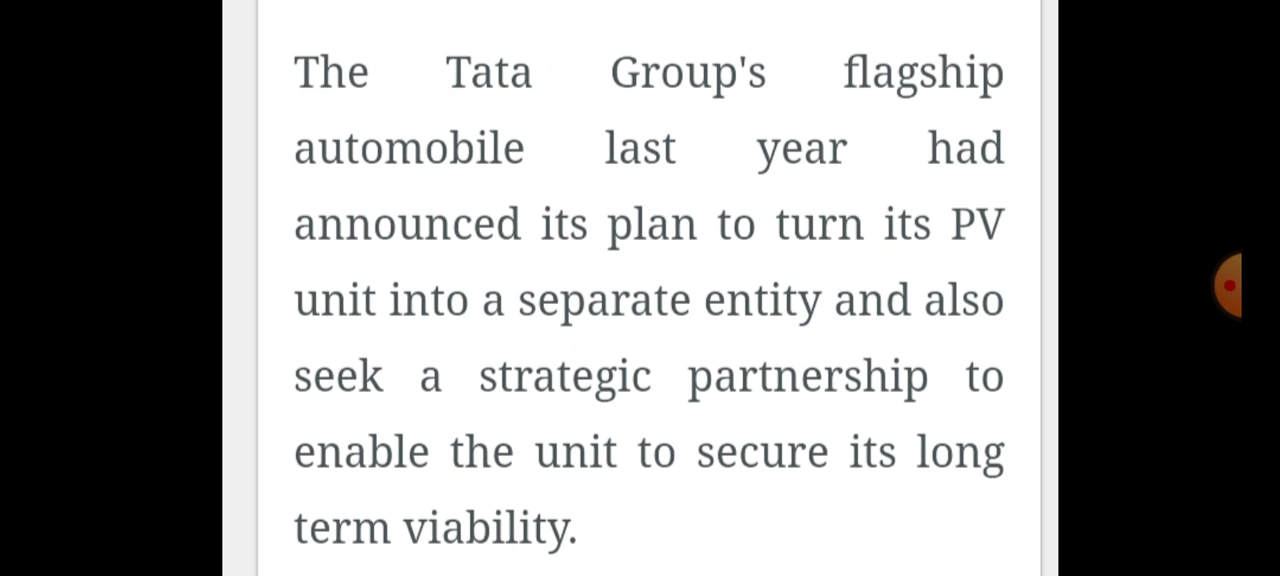 The Tata Group's flagship
automobile last year had
announced its plan to turn its PV
unit into a separate entity and also
seek a strategic partnership to
enable the unit to secure its long
term viability.